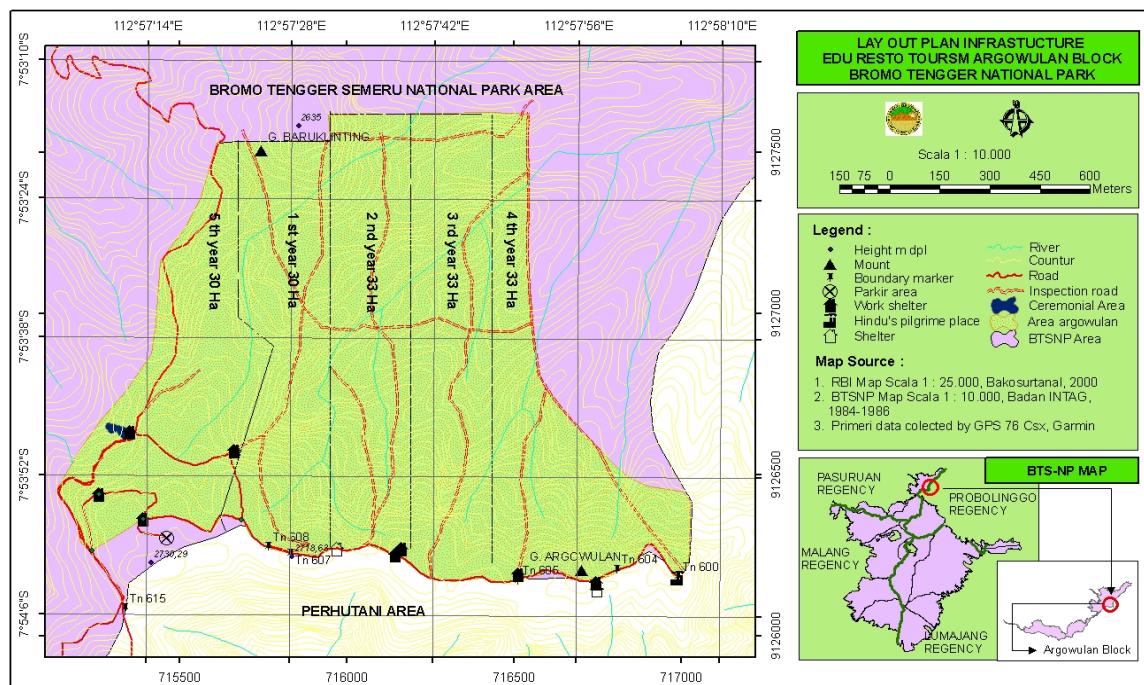 112°57'14"E
112°57'28"E
112°57'42"E
112°57'56"E
112°58'10"E
7°53'10"S
7°53'24"S
7°53'38"S
7°53'52"S
7°54'6"S
BROMO TENGGER SEMERU NATIONAL PARK AREA
2635
G. BARUKLINTING
5 th year 30 Ha
1 st year 30 Ha
2 nd year 33 Ha
3 rd year 33 Ha
4 th year 33 Ha
Tn 608
2718,63
Tn 607
2730,29
Tn 615
G. ARGOWULAN
Tn 604
Tn 605
Tn 600
PERHUTANI AREA
9127500
9127000
9126500
9126000
715500
716000
716500
717000
LAY OUT PLAN INFRASTUCTURE
EDU RESTO TOURSM ARGOWULAN BLOCK
BROMO TENGGER NATIONAL PARK
Scala 1 : 10.000
150 75 0 150 300 450 600
Meters
Legend :
Height m dpl
Mount
Boundary marker
Parkir area
Work shelter
Hindu's pilgrime place
Shelter
River
Countur
Road
Inspection road
Ceremonial Area
Area argowulan
BTSNP Area
Map Source :
1. RBI Map Scala 1 : 25.000, Bakosurtanal, 2000
2. BTSNP Map Scala 1 : 10.000, Badan INTAG,
1984-1986
3. Primeri data colected by GPS 76 Csx, Garmin
BTS-NP MAP
PASURUAN
REGENCY
PROBOLINGGO
REGENCY
MALANG
REGENCY
LUMAJANG
REGENCY
Argowulan Block